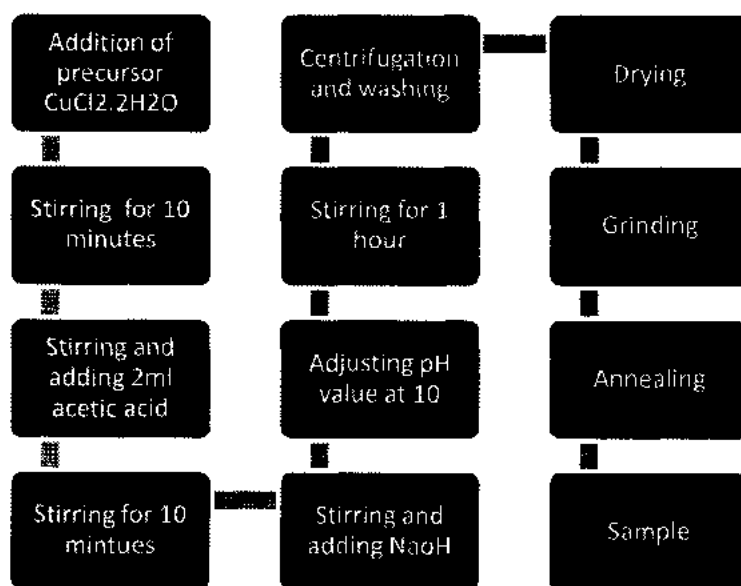 Addition of
precursor
CuCl2.2H2O
Stirring for 10
minutes
Stirring and
adding 2ml
acetic acid
Stirring for 10
mintues
Stirring and
adding NaoH
Adjusting pH
value at 10
Stirring for 1
hour
Centrifugation
and washing
Drying
Grinding
Annealing
Sample